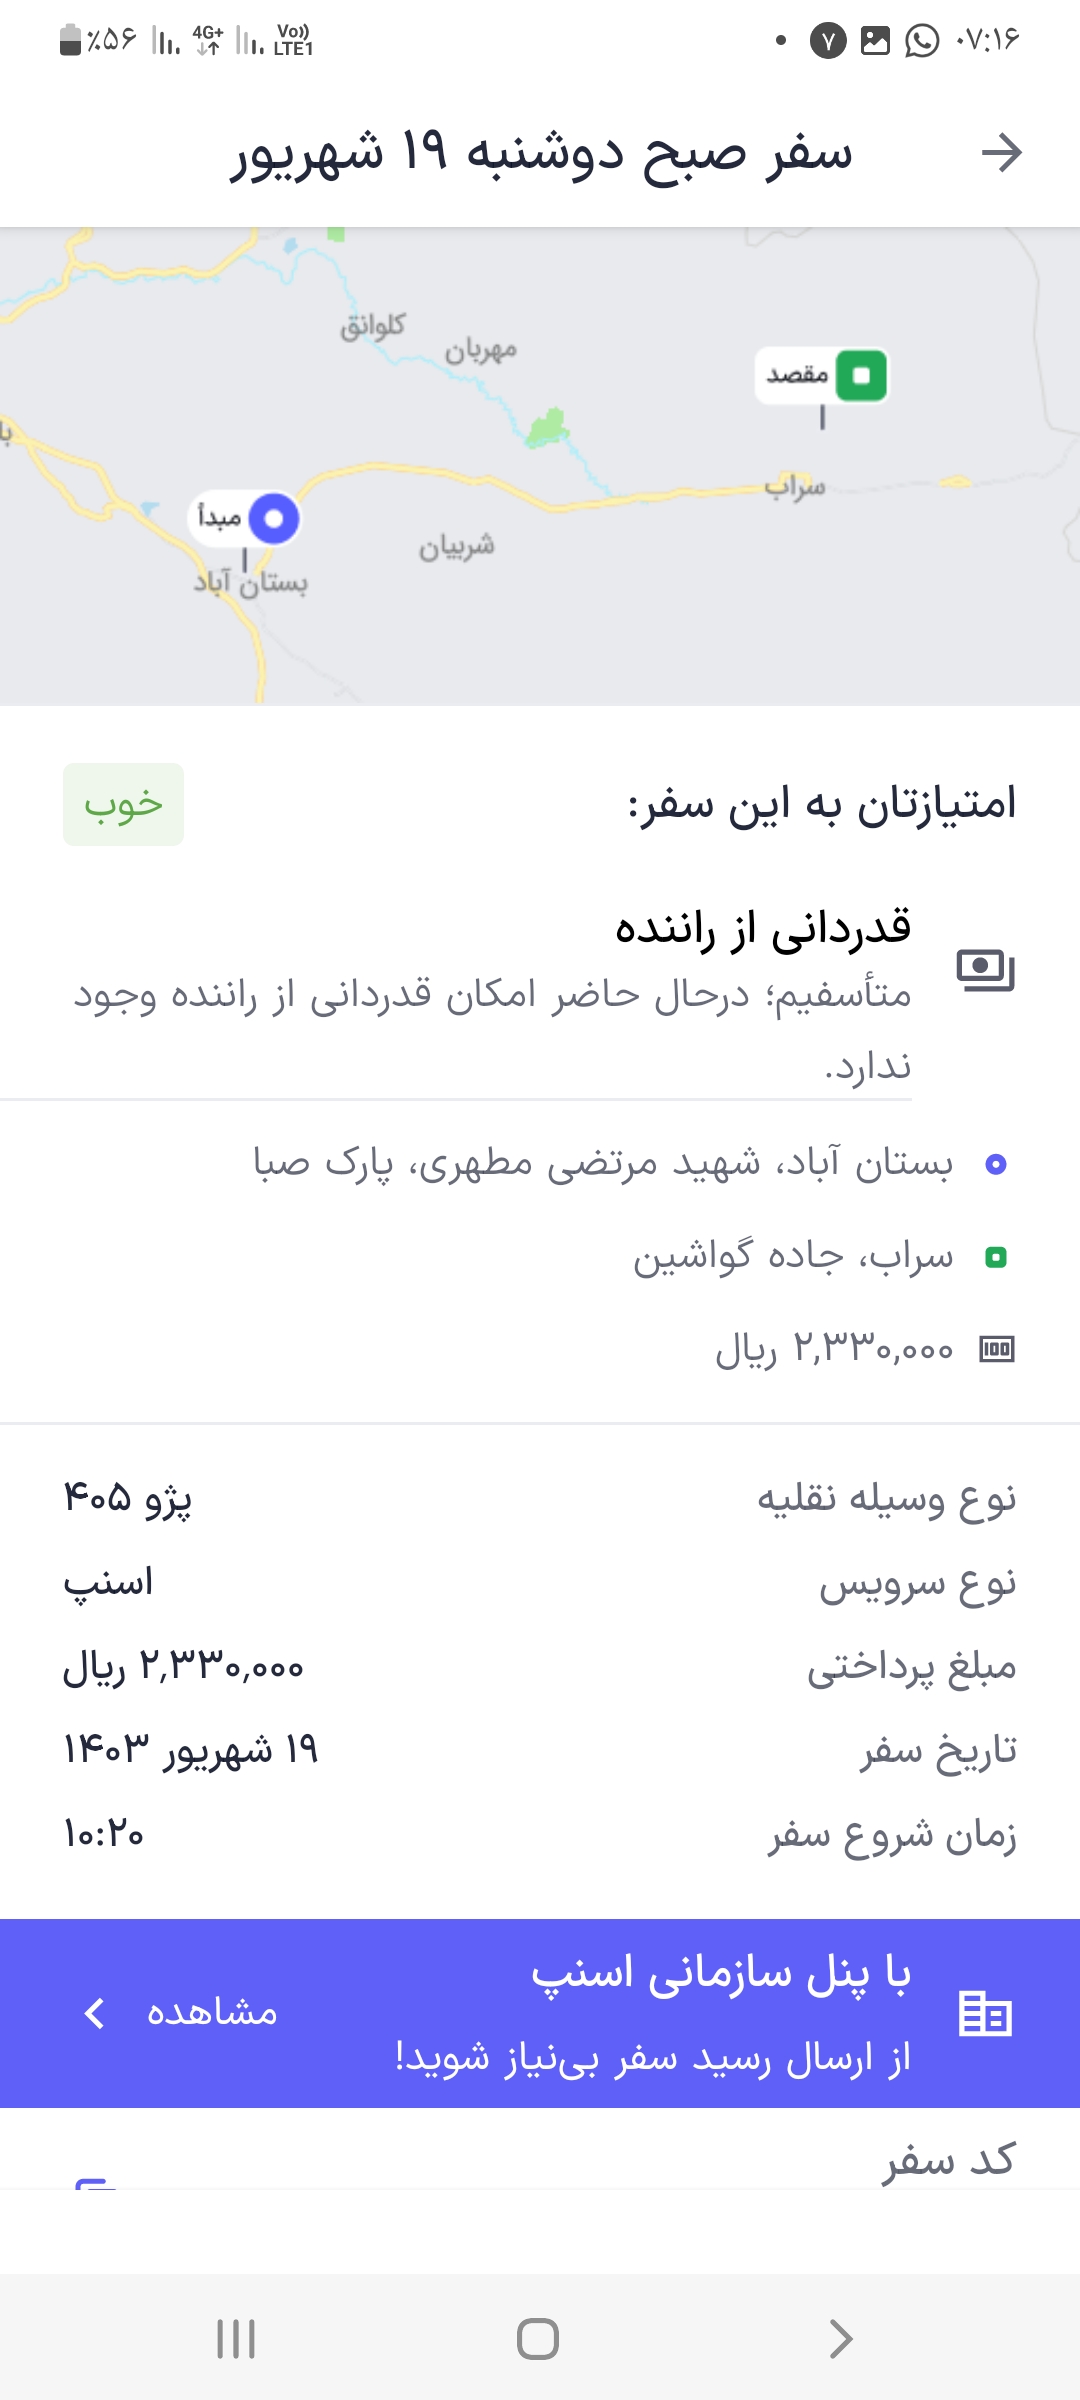 ۰۷:۱۶ ۷ Vo)) LTE1 4G+ ٪۵۶
سفر صبح دوشنبه ۱۹ شهریور
کلوانق
مهربان
مقصد
با
سراب
مبدأ
شربیان
بستان آباد
امتیازتان به این سفر: خوب
قدردانی از راننده
متأسفیم؛ درحال حاضر امکان قدردانی از راننده وجود
ندارد.
بستان آباد، شهید مرتضی مطهری، پارک صبا
سراب، جاده گواشین
۲,۳۳۰,۰۰۰ ریال
نوع وسیله نقلیه پژو ۴۰۵
نوع سرویس اسنپ
مبلغ پرداختی ۲,۳۳۰,۰۰۰ ریال
تاریخ سفر ۱۹ شهریور ۱۴۰۳
زمان شروع سفر ۱۰:۲۰
با پنل سازمانی اسنپ
از ارسال رسید سفر بی‌نیاز شوید!
مشاهده
کد سفر